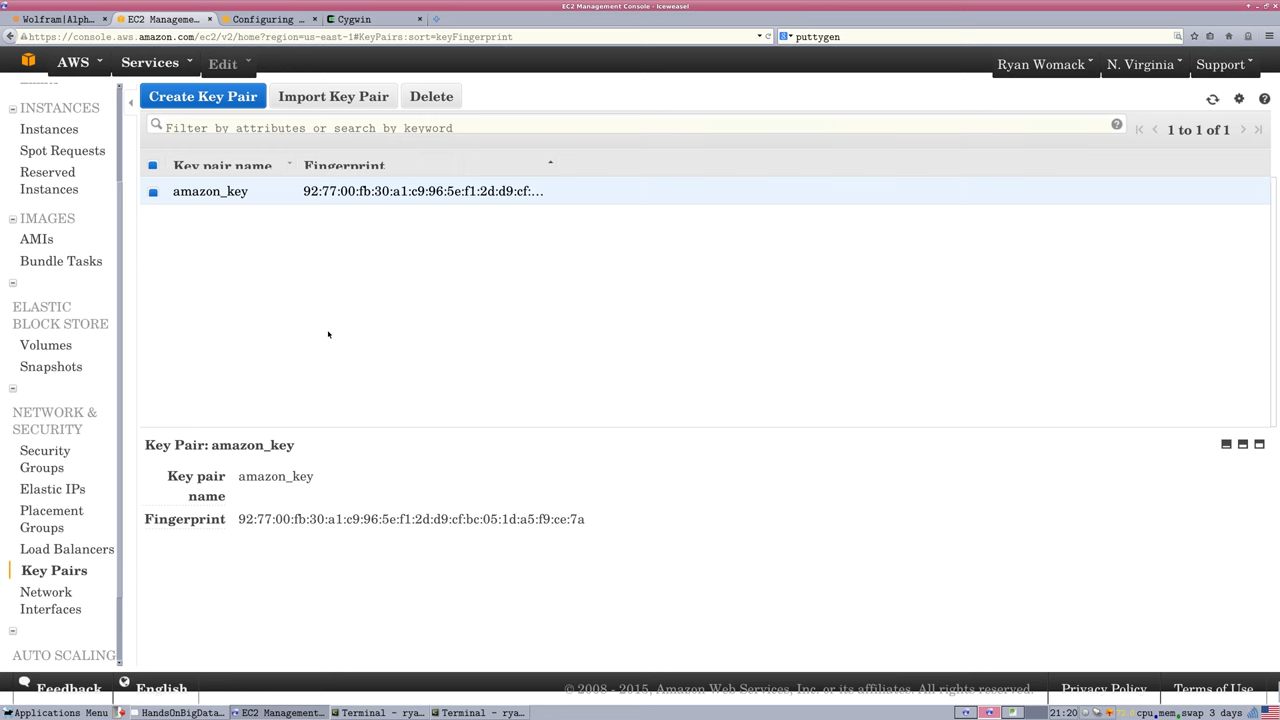 EC2 Management Console - Iceweasel
Wolfram|Alph...
EC2 Manageme...
Configuring ...
Cygwin
https://console.aws.amazon.com/ec2/v2/home?region=us-east-1#KeyPairs:sort=keyFingerprint
puttygen
AWS
Services
Edit
Ryan Womack
N. Virginia
Support
INSTANCES
Instances
Spot Requests
Reserved
Instances
IMAGES
AMIs
Bundle Tasks
ELASTIC
BLOCK STORE
Volumes
Snapshots
NETWORK &
SECURITY
Security
Groups
Elastic IPs
Placement
Groups
Load Balancers
Key Pairs
Network
Interfaces
AUTO SCALING
Create Key Pair
Import Key Pair
Delete
Filter by attributes or search by keyword
1 to 1 of 1
Key pair name
Fingerprint
amazon_key
92:77:00:fb:30:a1:c9:96:5e:f1:2d:d9:cf:...
Key Pair: amazon_key
Key pair
name
amazon_key
Fingerprint
92:77:00:fb:30:a1:c9:96:5e:f1:2d:d9:cf:bc:05:1d:a5:f9:ce:7a
Feedback
English
© 2008 - 2015, Amazon Web Services, Inc. or its affiliates. All rights reserved.
Privacy Policy
Terms of Use
Applications Menu
HandsOnBigData...
EC2 Management...
Terminal - rya...
Terminal - rya...
21:20
cpu mem swap 3 days